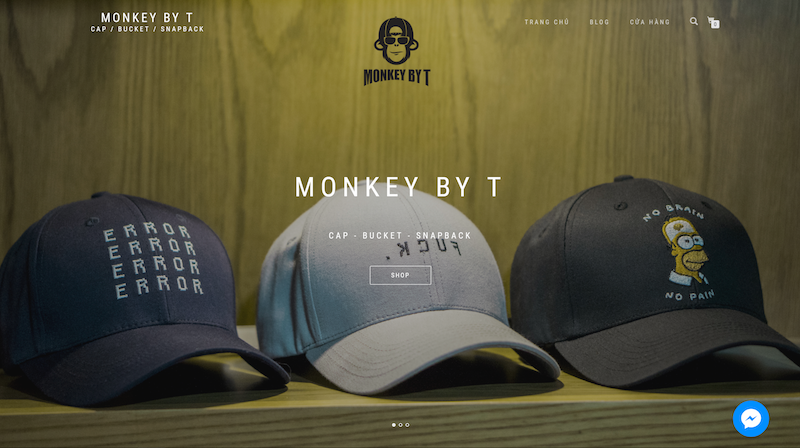 MONKEY BY T
CAP / BUCKET / SNAPBACK
MONKEY BY T
TRANG CHỦ
BLOG
CỬA HÀNG
0
MONKEY BY T
CAP - BUCKET - SNAPBACK
SHOP
ERROR
ERROR
ERROR
ERROR
FUCK.
NO BRAIN
NO PAIN